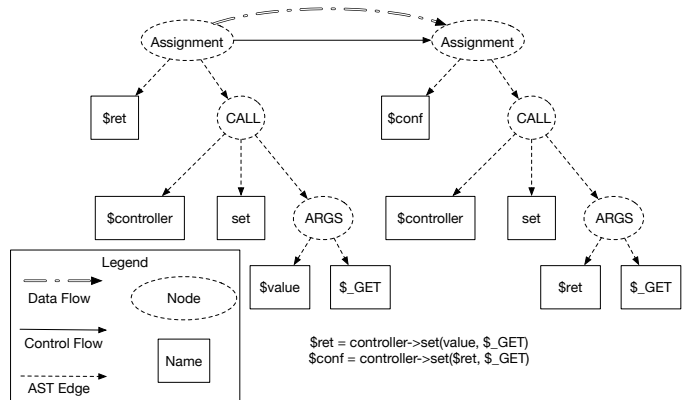 Assignment Assignment
$ret CALL $conf CALL
$controller set ARGS $controller set ARGS
Legend
$value $_GET $ret $_GET
Data Flow Node
Control Flow Name
AST Edge
$ret = controller->set(value, $_GET)
$conf = controller->set($ret, $_GET)